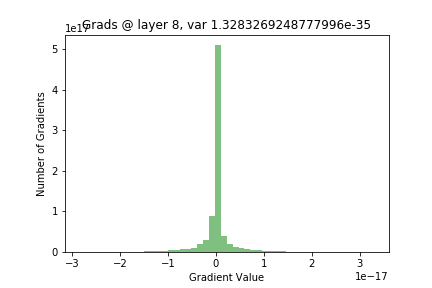 Grads @ layer 8, var 1.3283269248777996e-35
1e17
5
4
3
2
1
0
Number of Gradients
−3 −2 −1 0 1 2 3
1e−17
Gradient Value